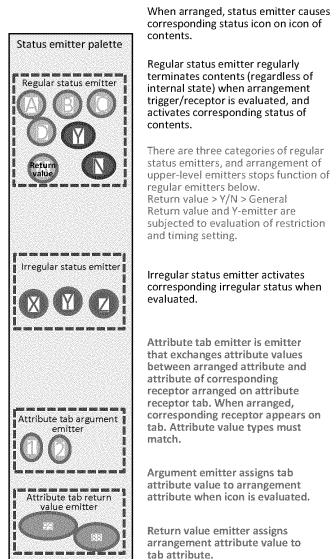 When arranged, status emitter causes
corresponding status icon on icon of
contents.
Status emitter palette
Regular status emitter
A
B
C
D
Y
Return
value
N
Regular status emitter regularly
terminates contents (regardless of
internal state) when arrangement
trigger/receptor is evaluated, and
activates corresponding status of
contents.
There are three categories of regular
status emitters, and arrangement of
upper-level emitters stops function of
regular emitters below.
Return value > Y/N > General
Return value and Y-emitter are
subjected to evaluation of restriction
and timing setting.
Irregular status emitter
X
Y
Z
Irregular status emitter activates
corresponding irregular status when
evaluated.
Attribute tab emitter is emitter
that exchanges attribute values
between arranged attribute and
attribute of corresponding
receptor arranged on attribute
receptor tab. When arranged,
corresponding receptor appears on
tab. Attribute value types must
match.
Attribute tab argument
emitter
1
2
Argument emitter assigns tab
attribute value to arrangement
attribute when icon is evaluated.
Attribute tab return
value emitter
Return value emitter assigns
arrangement attribute value to
tab attribute.